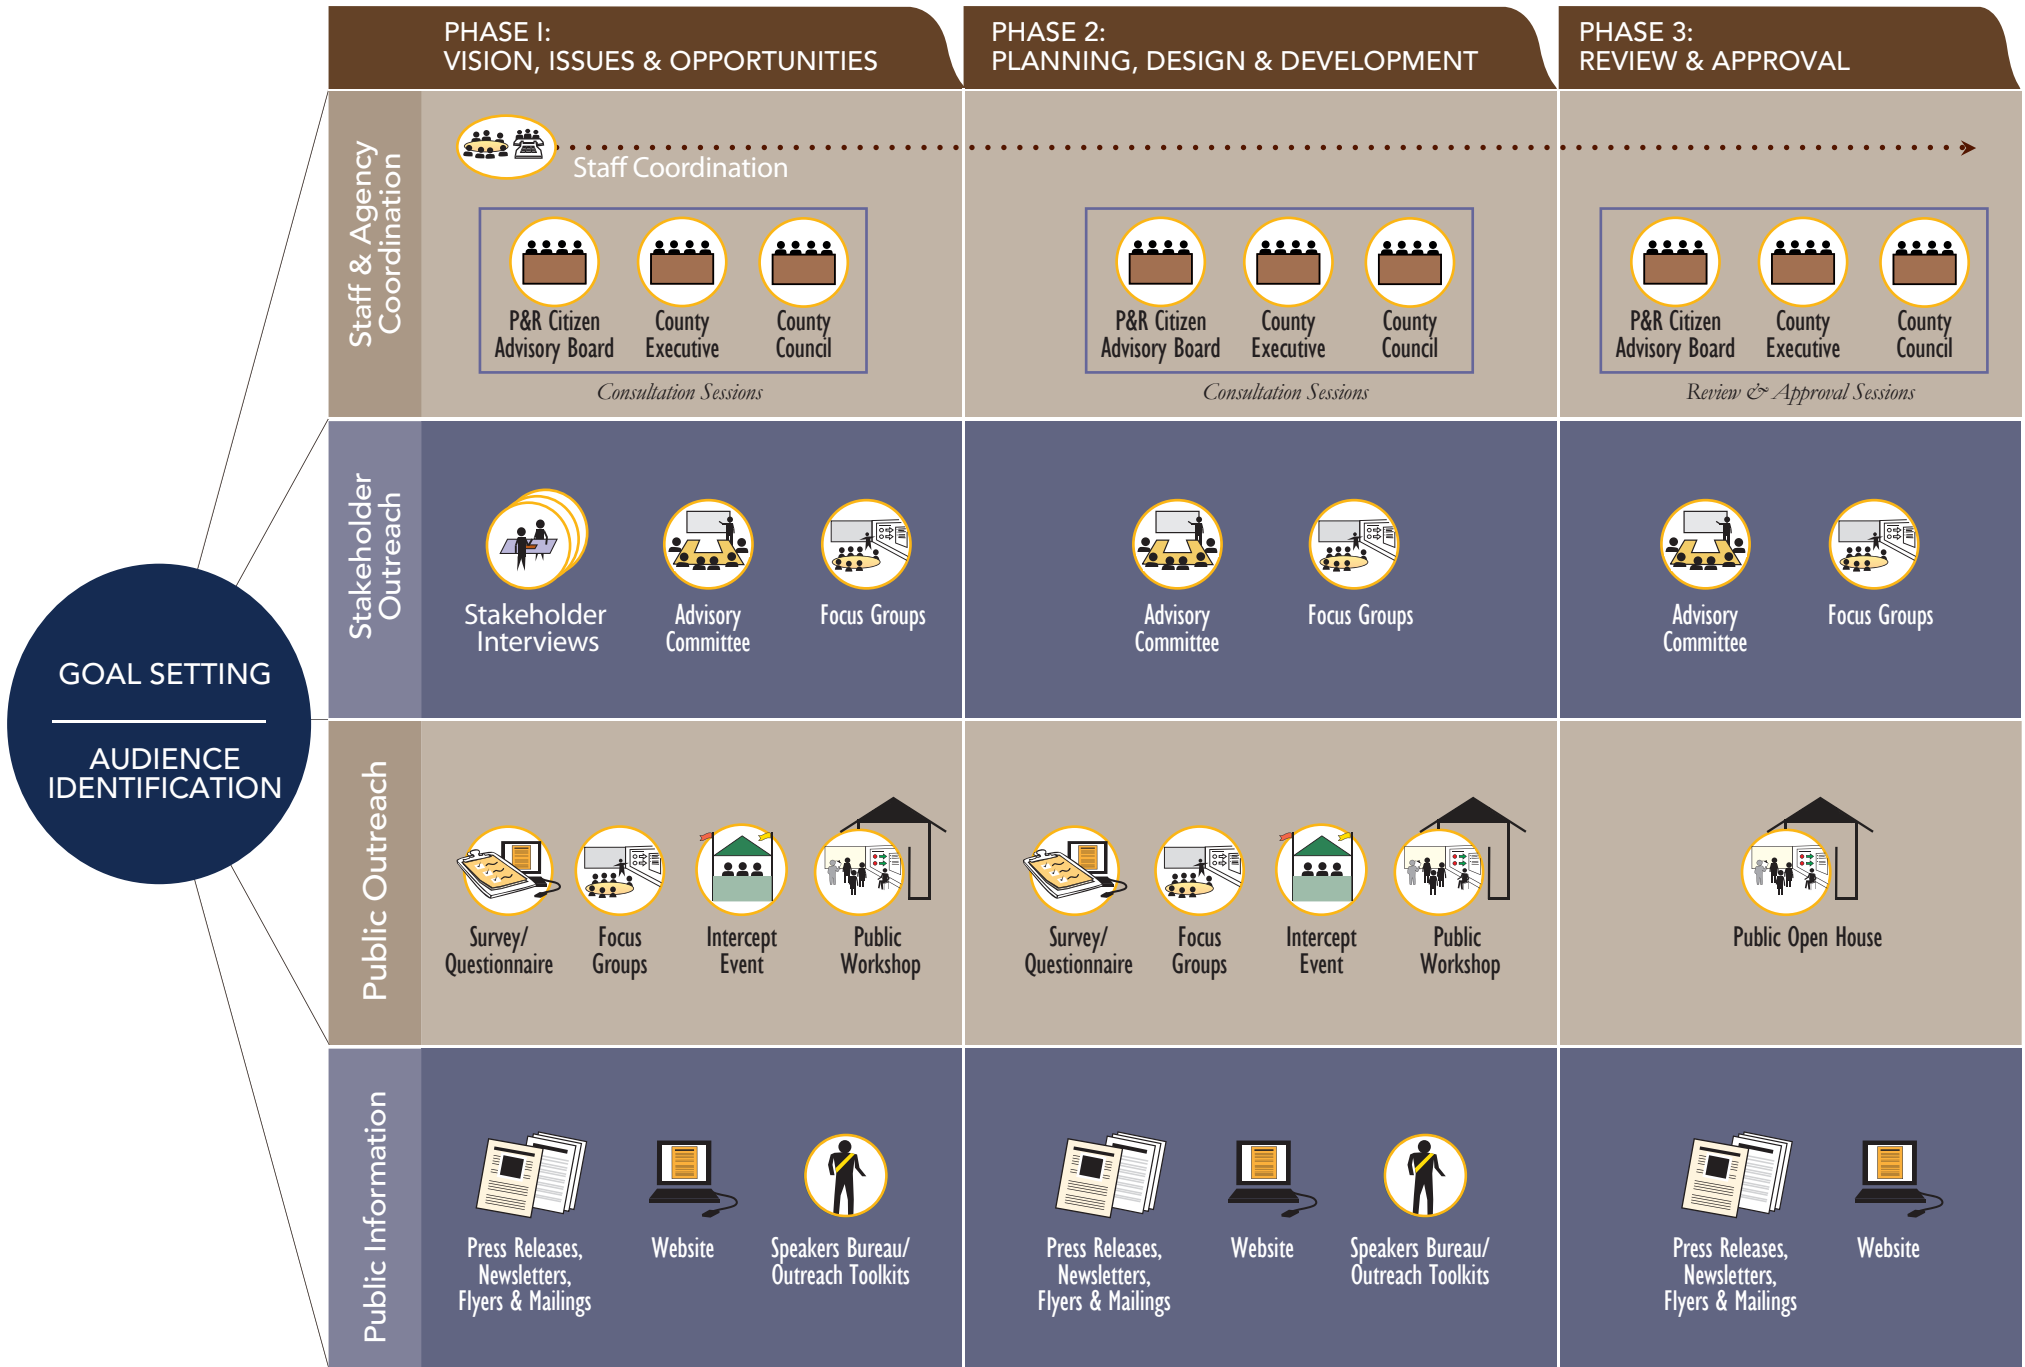 PHASE I:
VISION, ISSUES & OPPORTUNITIES
PHASE 2:
PLANNING, DESIGN & DEVELOPMENT
PHASE 3:
REVIEW & APPROVAL
GOAL SETTING
AUDIENCE
IDENTIFICATION
Staff & Agency
Coordination
Staff Coordination
P&R Citizen
Advisory Board
County
Executive
County
Council
Consultation Sessions
P&R Citizen
Advisory Board
County
Executive
County
Council
Consultation Sessions
P&R Citizen
Advisory Board
County
Executive
County
Council
Review & Approval Sessions
Stakeholder
Outreach
Stakeholder
Interviews
Advisory
Committee
Focus Groups
Advisory
Committee
Focus Groups
Advisory
Committee
Focus Groups
Public Outreach
Survey/
Questionnaire
Focus
Groups
Intercept
Event
Public
Workshop
Survey/
Questionnaire
Focus
Groups
Intercept
Event
Public
Workshop
Public Open House
Public Information
Press Releases,
Newsletters,
Flyers & Mailings
Website
Speakers Bureau/
Outreach Toolkits
Press Releases,
Newsletters,
Flyers & Mailings
Website
Speakers Bureau/
Outreach Toolkits
Press Releases,
Newsletters,
Flyers & Mailings
Website